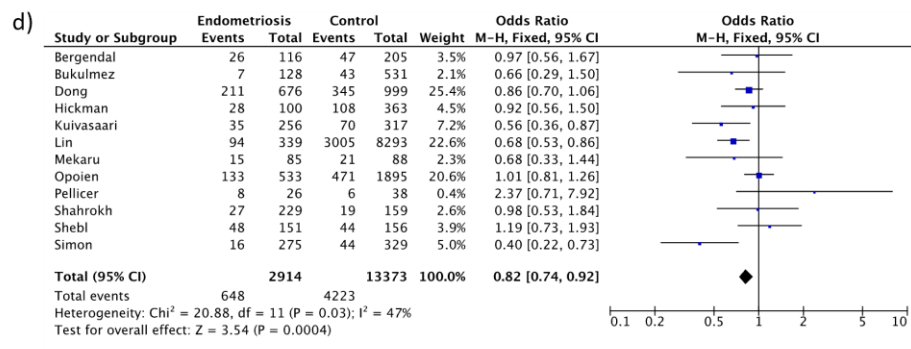 d)
Endometriosis Control Odds Ratio Odds Ratio
Study or Subgroup Events Total Events Total Weight M-H, Fixed, 95% CI M-H, Fixed, 95% CI
Bergendal 26 116 47 205 3.5% 0.97 [0.56, 1.67]
Bukulmez 7 128 43 531 2.1% 0.66 [0.29, 1.50]
Dong 211 676 345 999 25.4% 0.86 [0.70, 1.06]
Hickman 28 100 108 363 4.5% 0.92 [0.56, 1.50]
Kuivasaari 35 256 70 317 7.2% 0.56 [0.36, 0.87]
Lin 94 339 3005 8293 22.6% 0.68 [0.53, 0.86]
Mekaru 15 85 21 88 2.3% 0.68 [0.33, 1.44]
Opoien 133 533 471 1895 20.6% 1.01 [0.81, 1.26]
Pellicer 8 26 6 38 0.4% 2.37 [0.71, 7.92]
Shahrokh 27 229 19 159 2.6% 0.98 [0.53, 1.84]
Shebl 48 151 44 156 3.9% 1.19 [0.73, 1.93]
Simon 16 275 44 329 5.0% 0.40 [0.22, 0.73]
Total (95% CI) 2914 13373 100.0% 0.82 [0.74, 0.92]
Total events 648 4223
Heterogeneity: Chi² = 20.88, df = 11 (P = 0.03); I² = 47%
Test for overall effect: Z = 3.54 (P = 0.0004)
0.1 0.2 0.5 1 2 5 10